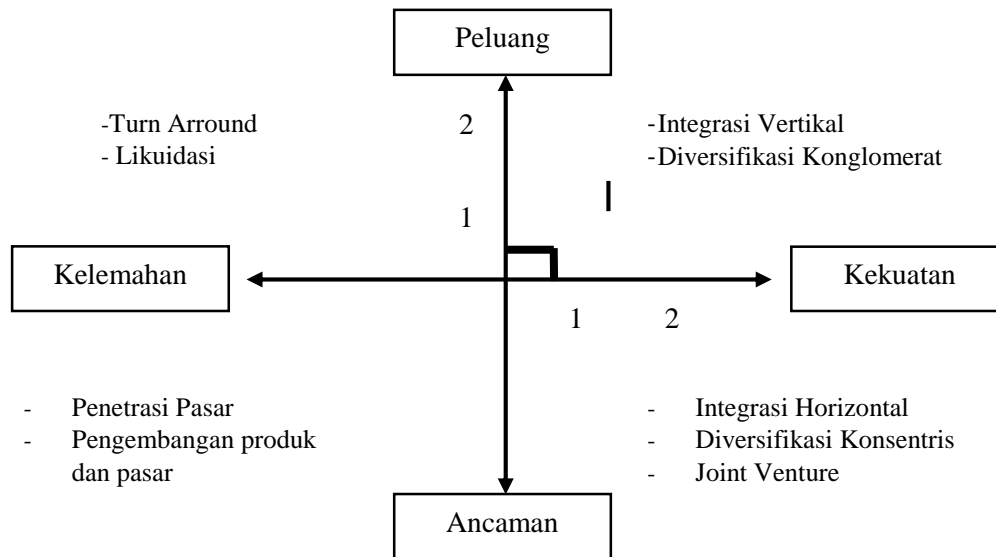 Peluang
-Turn Arround
- Likuidasi
2
-Integrasi Vertikal
-Diversifikasi Konglomerat
1
I
Kelemahan
Kekuatan
1 2
- Penetrasi Pasar
- Pengembangan produk
dan pasar
- Integrasi Horizontal
- Diversifikasi Konsentris
- Joint Venture
Ancaman